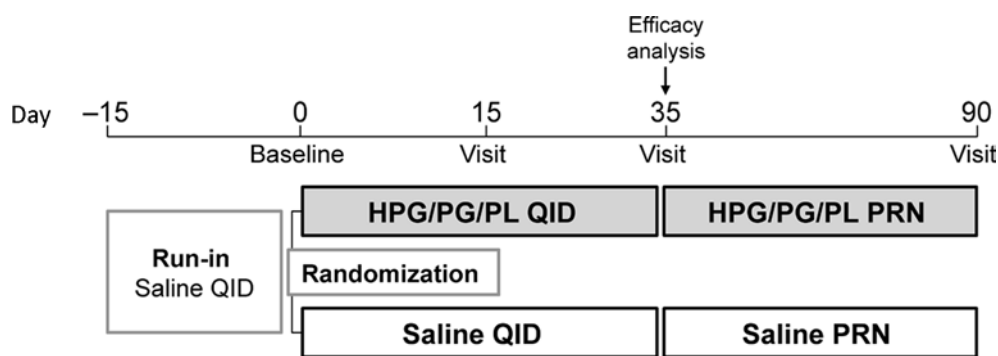 Efficacy
analysis
Day –15 0 15 35 90
Baseline Visit Visit Visit
HPG/PG/PL QID HPG/PG/PL PRN
Run-in
Saline QID
Randomization
Saline QID Saline PRN